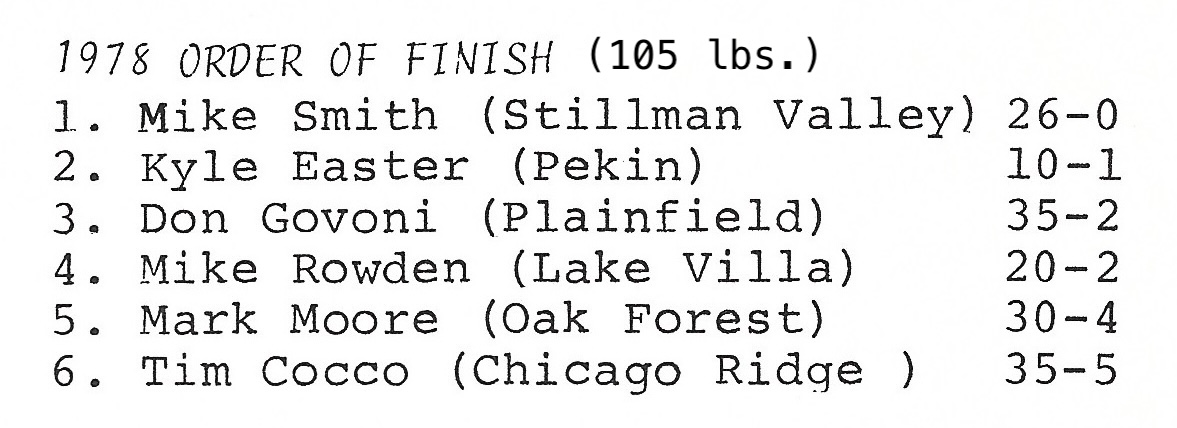 1978 ORDER OF FINISH (105 lbs.)
1. Mike Smith (Stillman Valley) 26-0
2. Kyle Easter (Pekin) 10-1
3. Don Govoni (Plainfield) 35-2
4. Mike Rowden (Lake Villa) 20-2
5. Mark Moore (Oak Forest) 30-4
6. Tim Cocco (Chicago Ridge ) 35-5